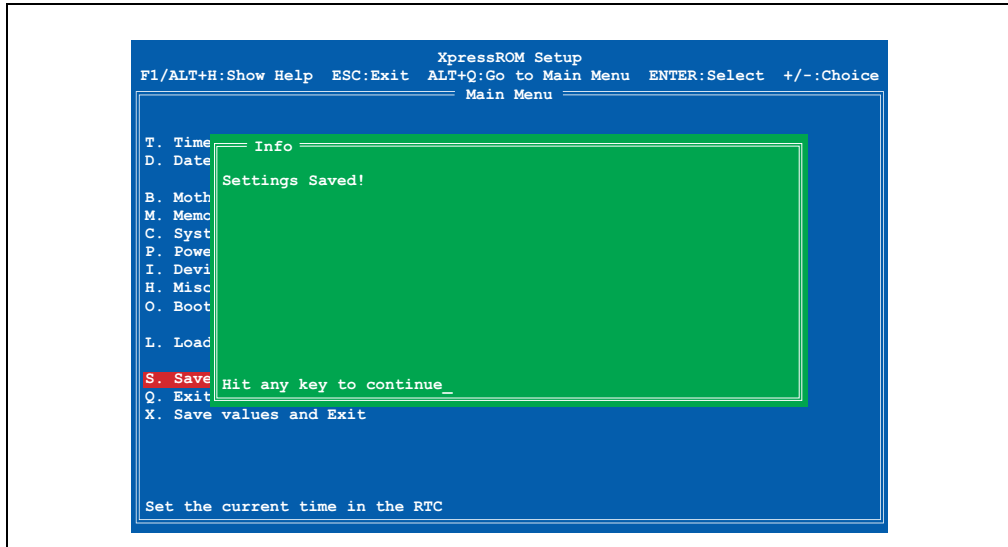 XpressROM Setup
F1/ALT+H:Show Help ESC:Exit ALT+Q:Go to Main Menu ENTER:Select +/-:Choice
Main Menu
T. Time
Info
D. Date
Settings Saved!
B. Moth
M. Memo
C. Syst
P. Powe
I. Devi
H. Misc
O. Boot
L. Load
S. Save
Hit any key to continue_
Q. Exit
X. Save values and Exit
Set the current time in the RTC